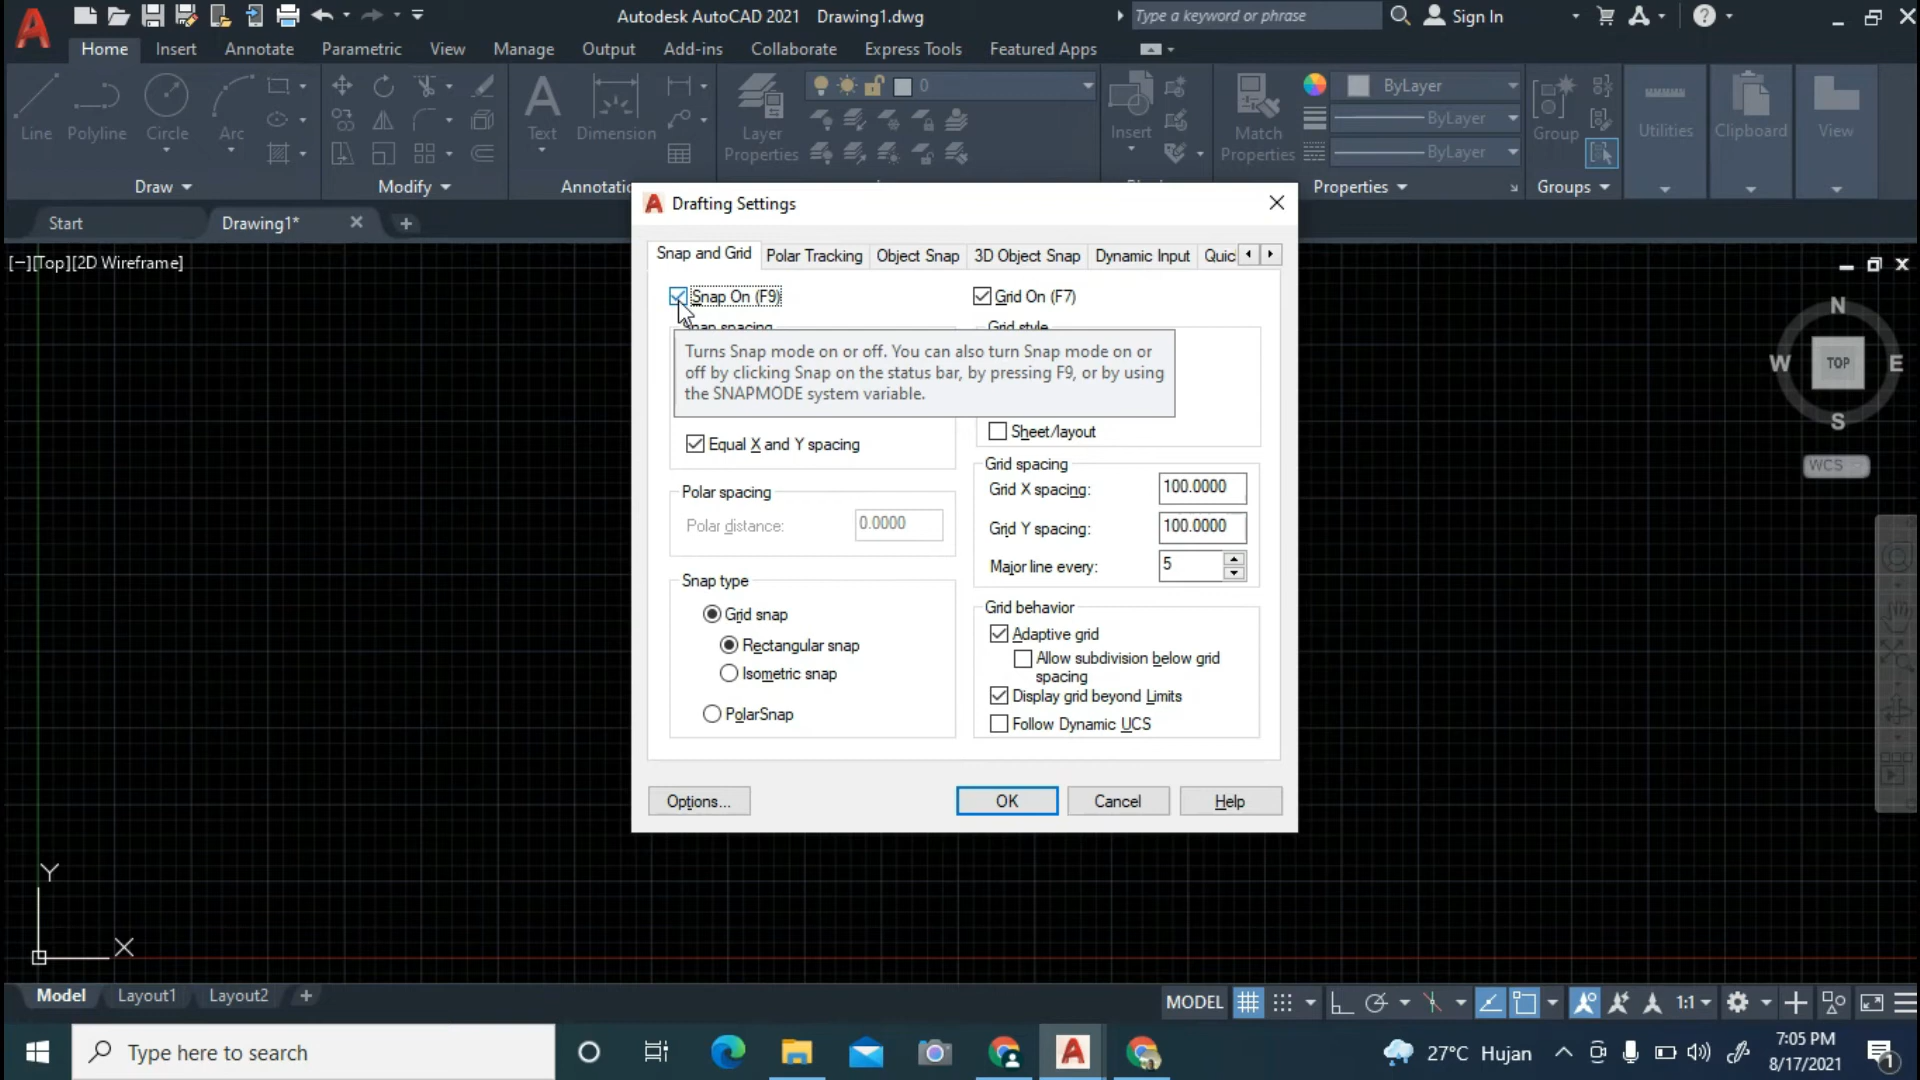 Autodesk AutoCAD 2021 Drawing1.dwg
Type a keyword or phrase
Sign In
Home Insert Annotate Parametric View Manage Output Add-ins Collaborate Express Tools Featured Apps
Line Polyline Circle Arc
Text Dimension
Layer
Properties
0
Insert
Match
Properties
ByLayer
ByLayer
ByLayer
Group
Utilities
Clipboard
View
Draw
Modify
Annotatio
Properties
Groups
Start
Drawing1*
[−][Top][2D Wireframe]
Drafting Settings
Snap and Grid Polar Tracking Object Snap 3D Object Snap Dynamic Input Quic
Snap On (F9)
Grid On (F7)
Snap spacing
Grid style
Turns Snap mode on or off. You can also turn Snap mode on or
off by clicking Snap on the status bar, by pressing F9, or by using
the SNAPMODE system variable.
Sheet/layout
Equal X and Y spacing
Grid spacing
Grid X spacing: 100.0000
Grid Y spacing: 100.0000
Major line every: 5
Polar spacing
Polar distance: 0.0000
Snap type
Grid snap
Rectangular snap
Isometric snap
PolarSnap
Grid behavior
Adaptive grid
Allow subdivision below grid
spacing
Display grid beyond Limits
Follow Dynamic UCS
Options... OK Cancel Help
N
W TOP E
S
WCS
Y
X
Model Layout1 Layout2
MODEL
1:1
Type here to search
27°C Hujan
7:05 PM
8/17/2021
1